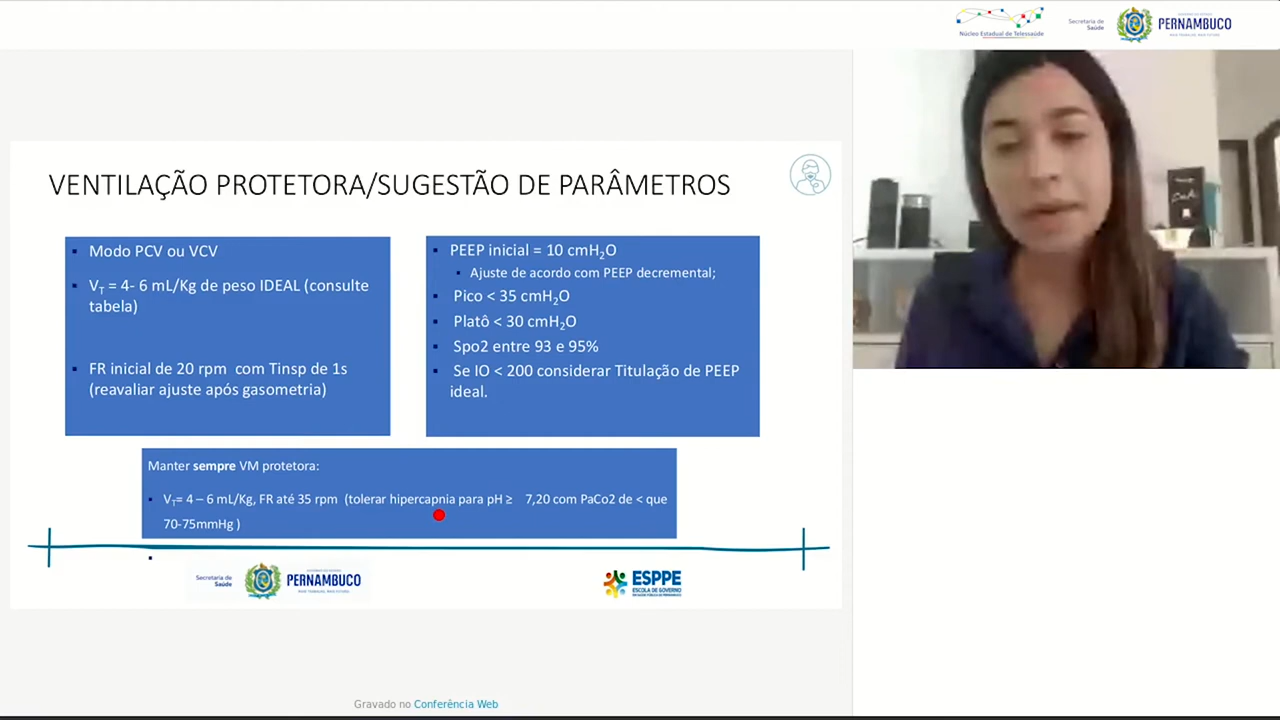 Núcleo Estadual de Telessaúde
Secretaria de
Saúde
PERNAMBUCO
VENTILAÇÃO PROTETORA/SUGESTÃO DE PARÂMETROS
Modo PCV ou VCV
V_T = 4- 6 mL/Kg de peso IDEAL (consulte
tabela)
FR inicial de 20 rpm com Tinsp de 1s
(reavaliar ajuste após gasometria)
PEEP inicial = 10 cmH₂O
Ajuste de acordo com PEEP decremental;
Pico < 35 cmH₂O
Platô < 30 cmH₂O
Spo2 entre 93 e 95%
Se IO < 200 considerar Titulação de PEEP
ideal.
Manter sempre VM protetora:
V_T= 4 – 6 mL/Kg, FR até 35 rpm (tolerar hipercapnia para pH ≥ 7,20 com PaCo2 de < que
70-75mmHg )
Secretaria de
Saúde
PERNAMBUCO
ESPPE
ESCOLA DE GOVERNO
Gravado no Conferência Web